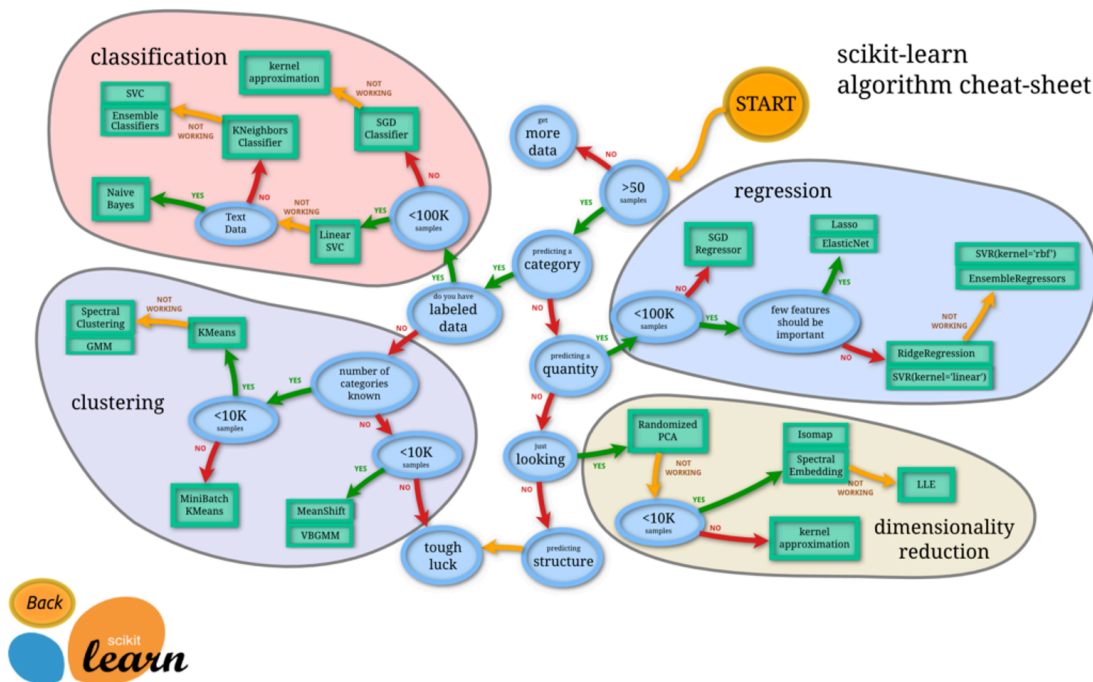 scikit-learn
algorithm cheat-sheet
START
classification
kernel
approximation
NOT
WORKING
SVC
Ensemble
Classifiers
NOT
WORKING
KNeighbors
Classifier
SGD
Classifier
NO
NO
Naive
Bayes
YES
Text
Data
NOT
WORKING
Linear
SVC
YES
<100K
samples
YES
get
more
data
NO
>50
samples
YES
predicting a
category
YES
NO
do you have
labeled
data
NO
predicting a
quantity
YES
NO
just
looking
YES
NO
predicting
structure
tough
luck
regression
SGD
Regressor
NO
<100K
samples
YES
Lasso
ElasticNet
YES
few features
should be
important
NO
SVR(kernel='rbf')
EnsembleRegressors
NOT
WORKING
RidgeRegression
SVR(kernel='linear')
clustering
Spectral
Clustering
GMM
NOT
WORKING
KMeans
YES
<10K
samples
YES
number of
categories
known
NO
NO
MiniBatch
KMeans
<10K
samples
YES
NO
MeanShift
VBGMM
dimensionality
reduction
Randomized
PCA
NOT
WORKING
<10K
samples
YES
NO
Isomap
Spectral
Embedding
NOT
WORKING
LLE
kernel
approximation
Back
scikit
learn